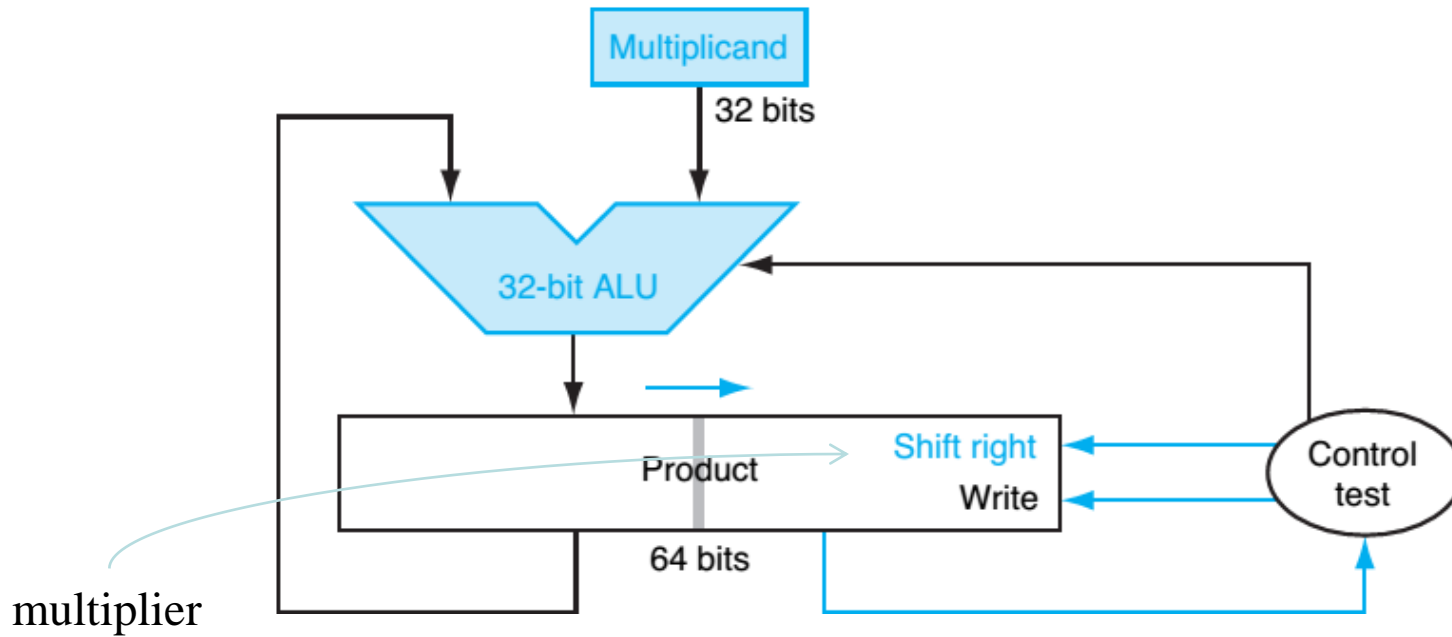 Multiplicand
32 bits
32-bit ALU
Shift right
Product
Write
Control
test
64 bits
multiplier